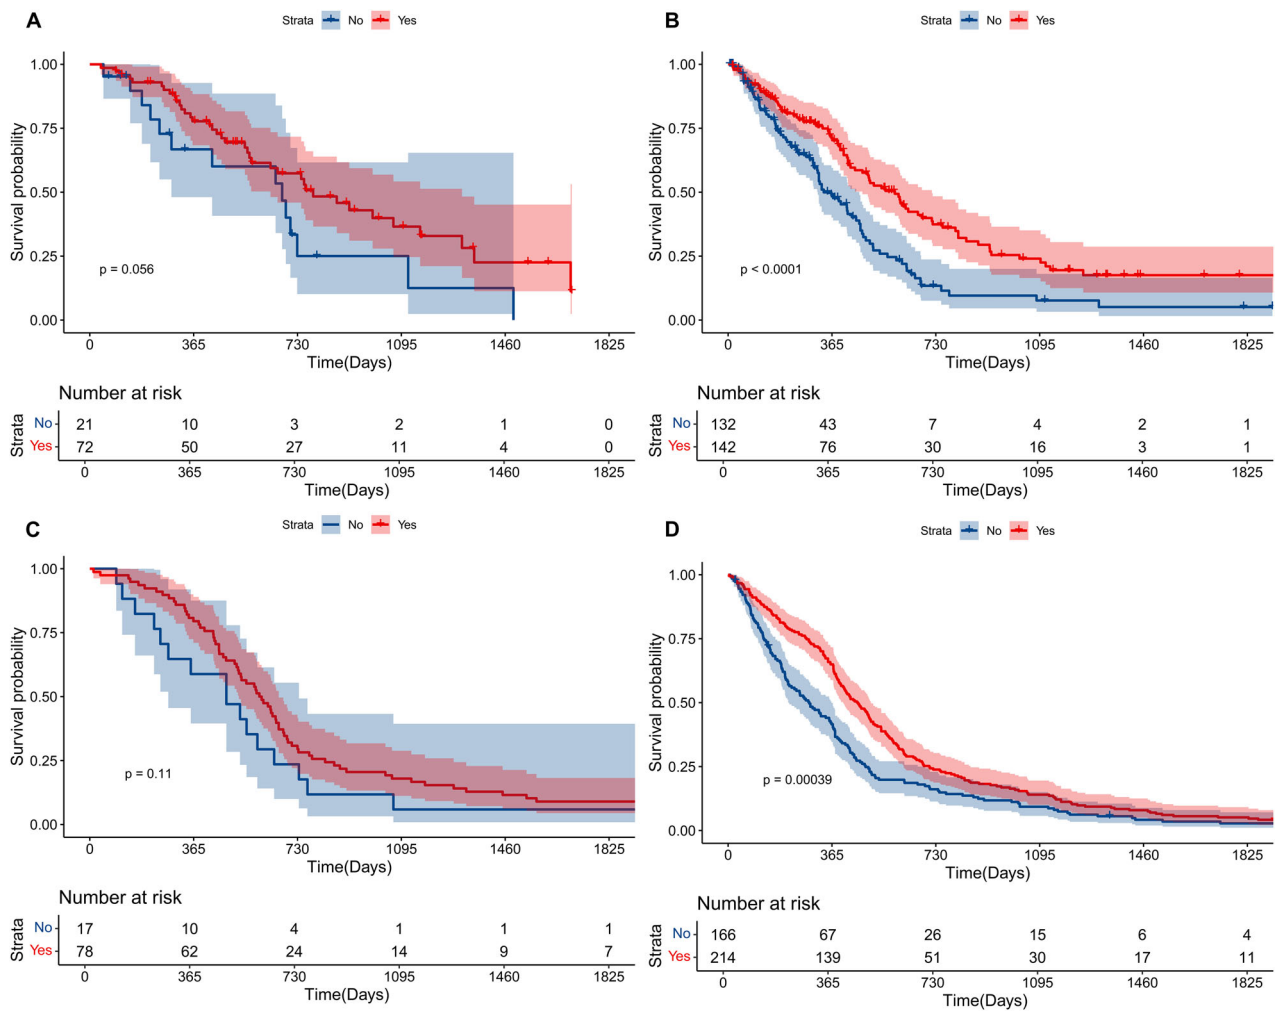 A
Strata No Yes
Survival probability
1.00
0.75
0.50
0.25
0.00
p = 0.056
0 365 730 1095 1460 1825
Time(Days)
Number at risk
Strata
No 21 10 3 2 1 0
Yes 72 50 27 11 4 0
0 365 730 1095 1460 1825
Time(Days)
B
Strata No Yes
Survival probability
1.00
0.75
0.50
0.25
0.00
p < 0.0001
0 365 730 1095 1460 1825
Time(Days)
Number at risk
Strata
No 132 43 7 4 2 1
Yes 142 76 30 16 3 1
0 365 730 1095 1460 1825
Time(Days)
C
Strata No Yes
Survival probability
1.00
0.75
0.50
0.25
0.00
p = 0.11
0 365 730 1095 1460 1825
Time(Days)
Number at risk
Strata
No 17 10 4 1 1 1
Yes 78 62 24 14 9 7
0 365 730 1095 1460 1825
Time(Days)
D
Strata No Yes
Survival probability
1.00
0.75
0.50
0.25
0.00
p = 0.00039
0 365 730 1095 1460 1825
Time(Days)
Number at risk
Strata
No 166 67 26 15 6 4
Yes 214 139 51 30 17 11
0 365 730 1095 1460 1825
Time(Days)